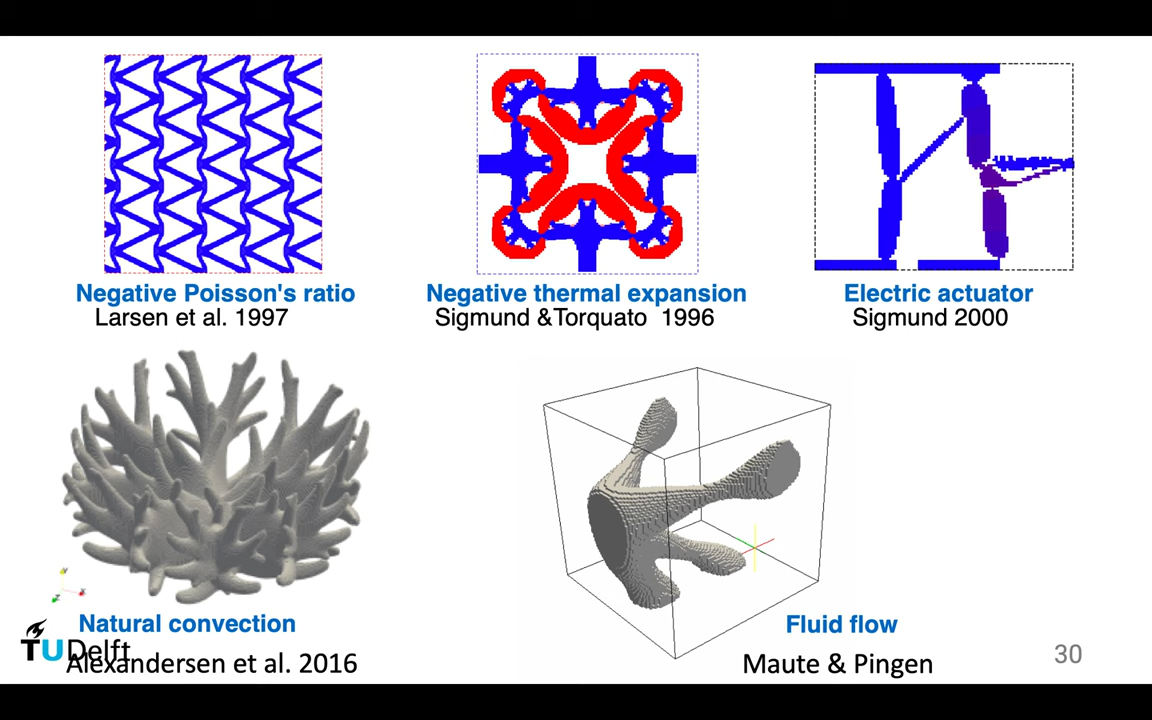 Negative Poisson's ratio
Larsen et al. 1997
Negative thermal expansion
Sigmund &Torquato 1996
Electric actuator
Sigmund 2000
Natural convection
TUDelft
Alexandersen et al. 2016
Fluid flow
Maute & Pingen
30